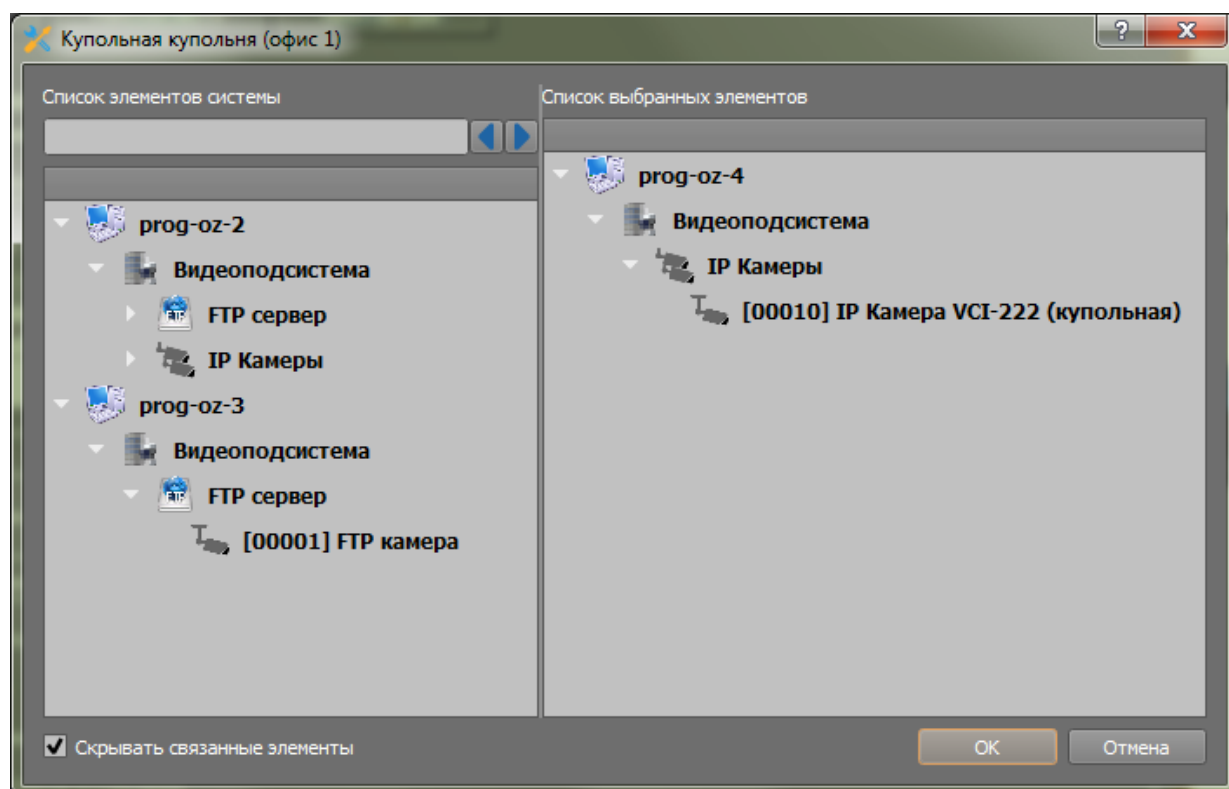 Купольная купольня (офис 1)
Список элементов системы
prog-oz-2
Видеоподсистема
FTP сервер
IP Камеры
prog-oz-3
Видеоподсистема
FTP сервер
[00001] FTP камера
Список выбранных элементов
prog-oz-4
Видеоподсистема
IP Камеры
[00010] IP Камера VCI-222 (купольная)
Скрывать связанные элементы
OK
Отмена